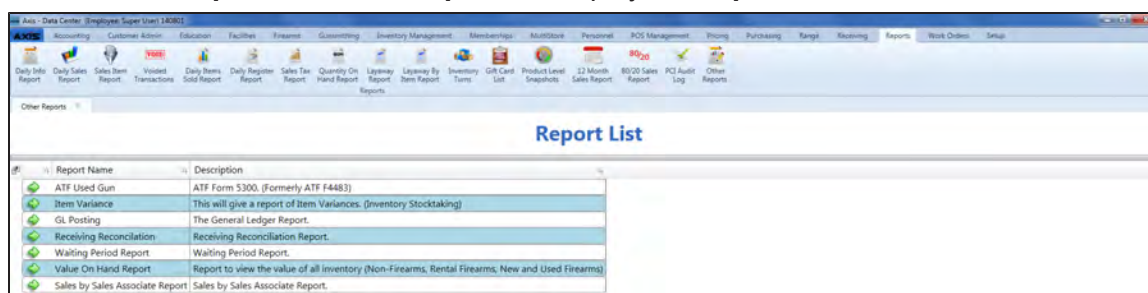 Axis - Data Center (Employee: Super User) 140801
AXIS Accounting Customer Admin Education Facilities Firearms Gunsmithing Inventory Management Memberships MultiStore Personnel POS Management Pricing Purchasing Range Receiving Reports Work Orders Setup
VOID 80/20
Daily Info Report Daily Sales Report Sales Item Report Voided Transactions Daily Items Sold Report Daily Register Report Sales Tax Report Quantity On Hand Report Layaway Report Layaway By Item Report Inventory Turns Gift Card List Product Level Snapshots 12 Month Sales Report 80/20 Sales Report PCI Audit Log Other Reports
Reports
Other Reports
Report List
Report Name Description
ATF Used Gun ATF Form 5300. (Formerly ATF F4483)
Item Variance This will give a report of Item Variances. (Inventory Stocktaking)
GL Posting The General Ledger Report.
Receiving Reconcilation Receiving Reconciliation Report.
Waiting Period Report Waiting Period Report.
Value On Hand Report Report to view the value of all inventory (Non-Firearms, Rental Firearms, New and Used Firearms)
Sales by Sales Associate Report Sales by Sales Associate Report.